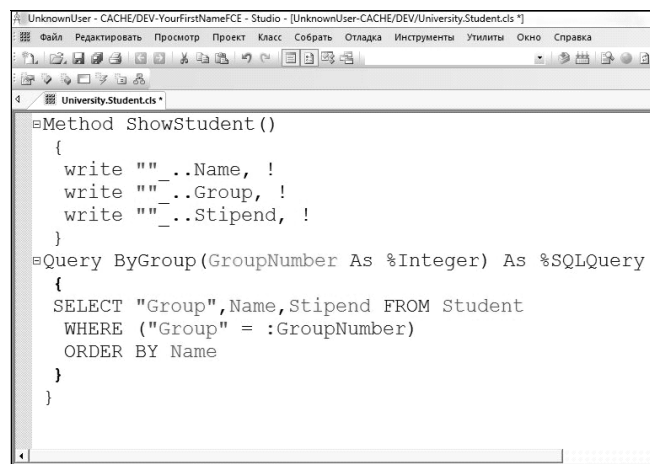 UnknownUser - CACHE/DEV-YourFirstNameFCE - Studio - [UnknownUser-CACHE/DEV/University.Student.cls *]
Файл Редактировать Просмотр Проект Класс Собрать Отладка Инструменты Утилиты Окно Справка
University.Student.cls *
Method ShowStudent()
{
write ""_..Name, !
write ""_..Group, !
write ""_..Stipend, !
}
Query ByGroup(GroupNumber As %Integer) As %SQLQuery
{
SELECT "Group",Name,Stipend FROM Student
WHERE ("Group" = :GroupNumber)
ORDER BY Name
}
}